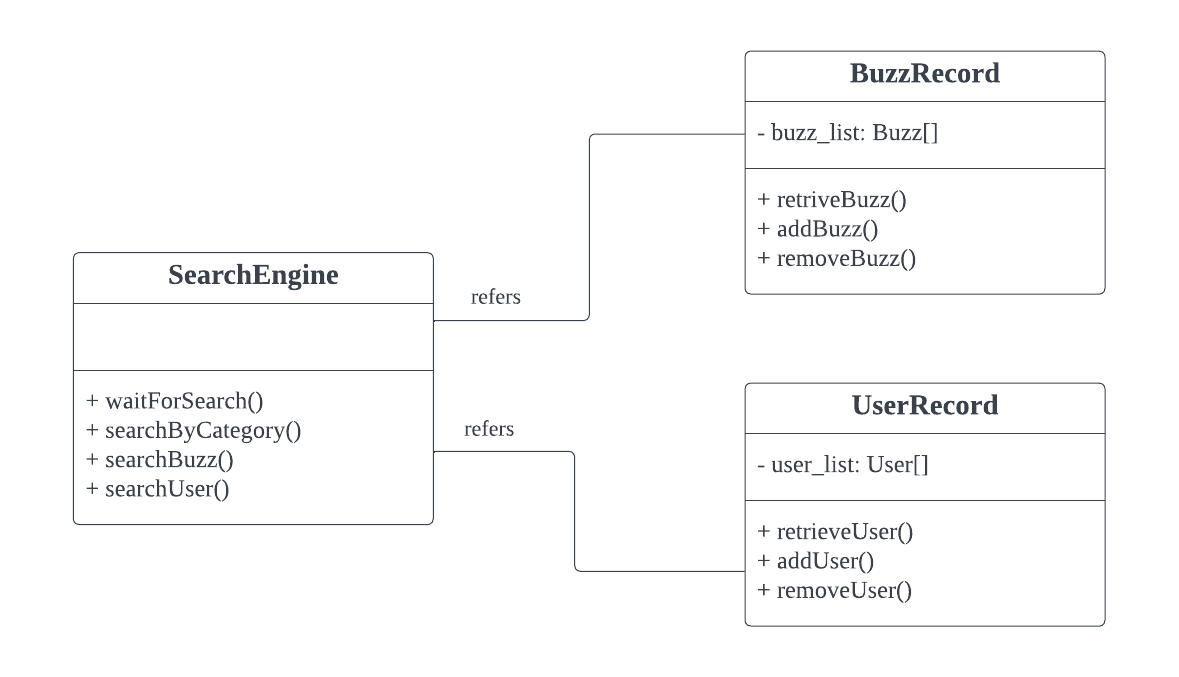 BuzzRecord
- buzz_list: Buzz[]
+ retriveBuzz()
+ addBuzz()
+ removeBuzz()
SearchEngine
+ waitForSearch()
+ searchByCategory()
+ searchBuzz()
+ searchUser()
refers
refers
UserRecord
- user_list: User[]
+ retrieveUser()
+ addUser()
+ removeUser()